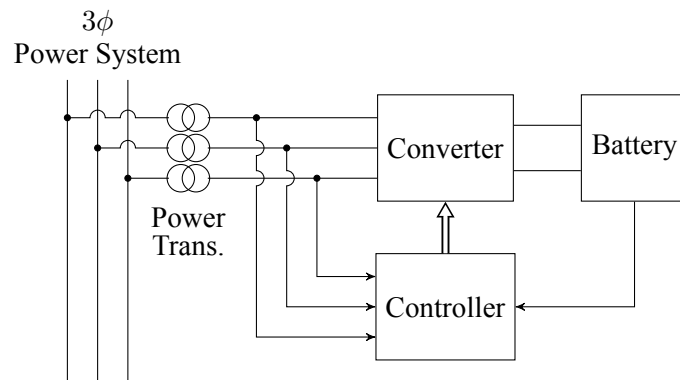 3ϕ
Power System
Converter
Battery
Power
Trans.
Controller